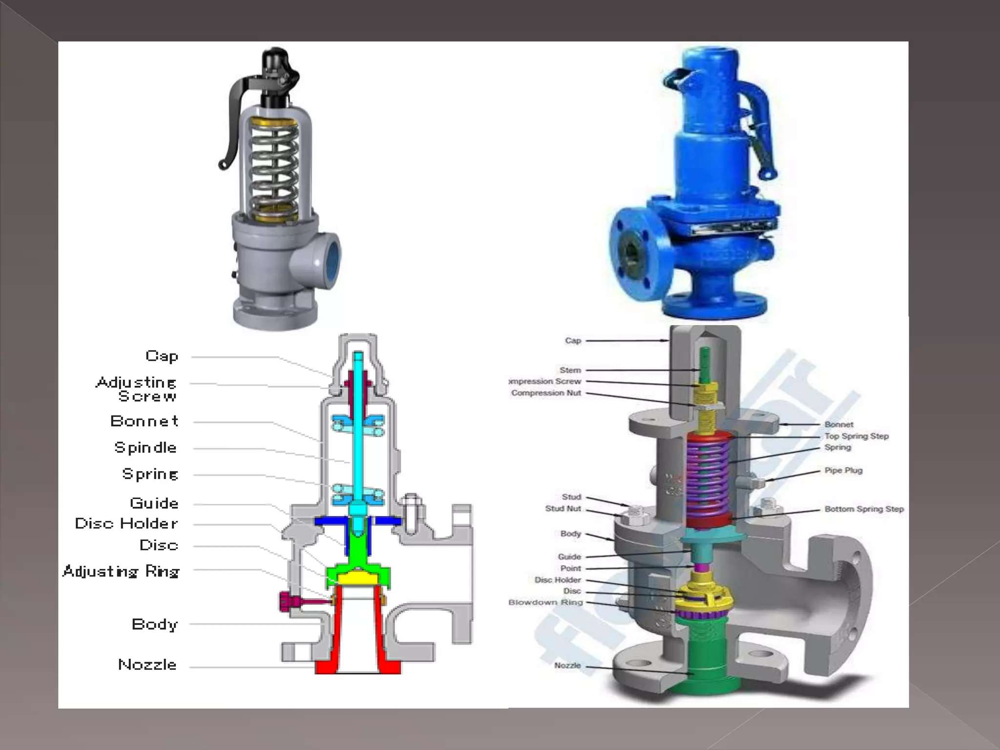 Cap
Adjusting
Screw
Bonnet
Spindle
Spring
Guide
Disc Holder
Disc
Adjusting Ring
Body
Nozzle
Cap
Stem
ompression Screw
Compression Nut
Stud
Stud Nut
Body
Guide
Point
Disc Holder
Disc
Blowdown Ring
Nozzle
Bonnet
Top Spring Step
Spring
Pipe Plug
Bottom Spring Step